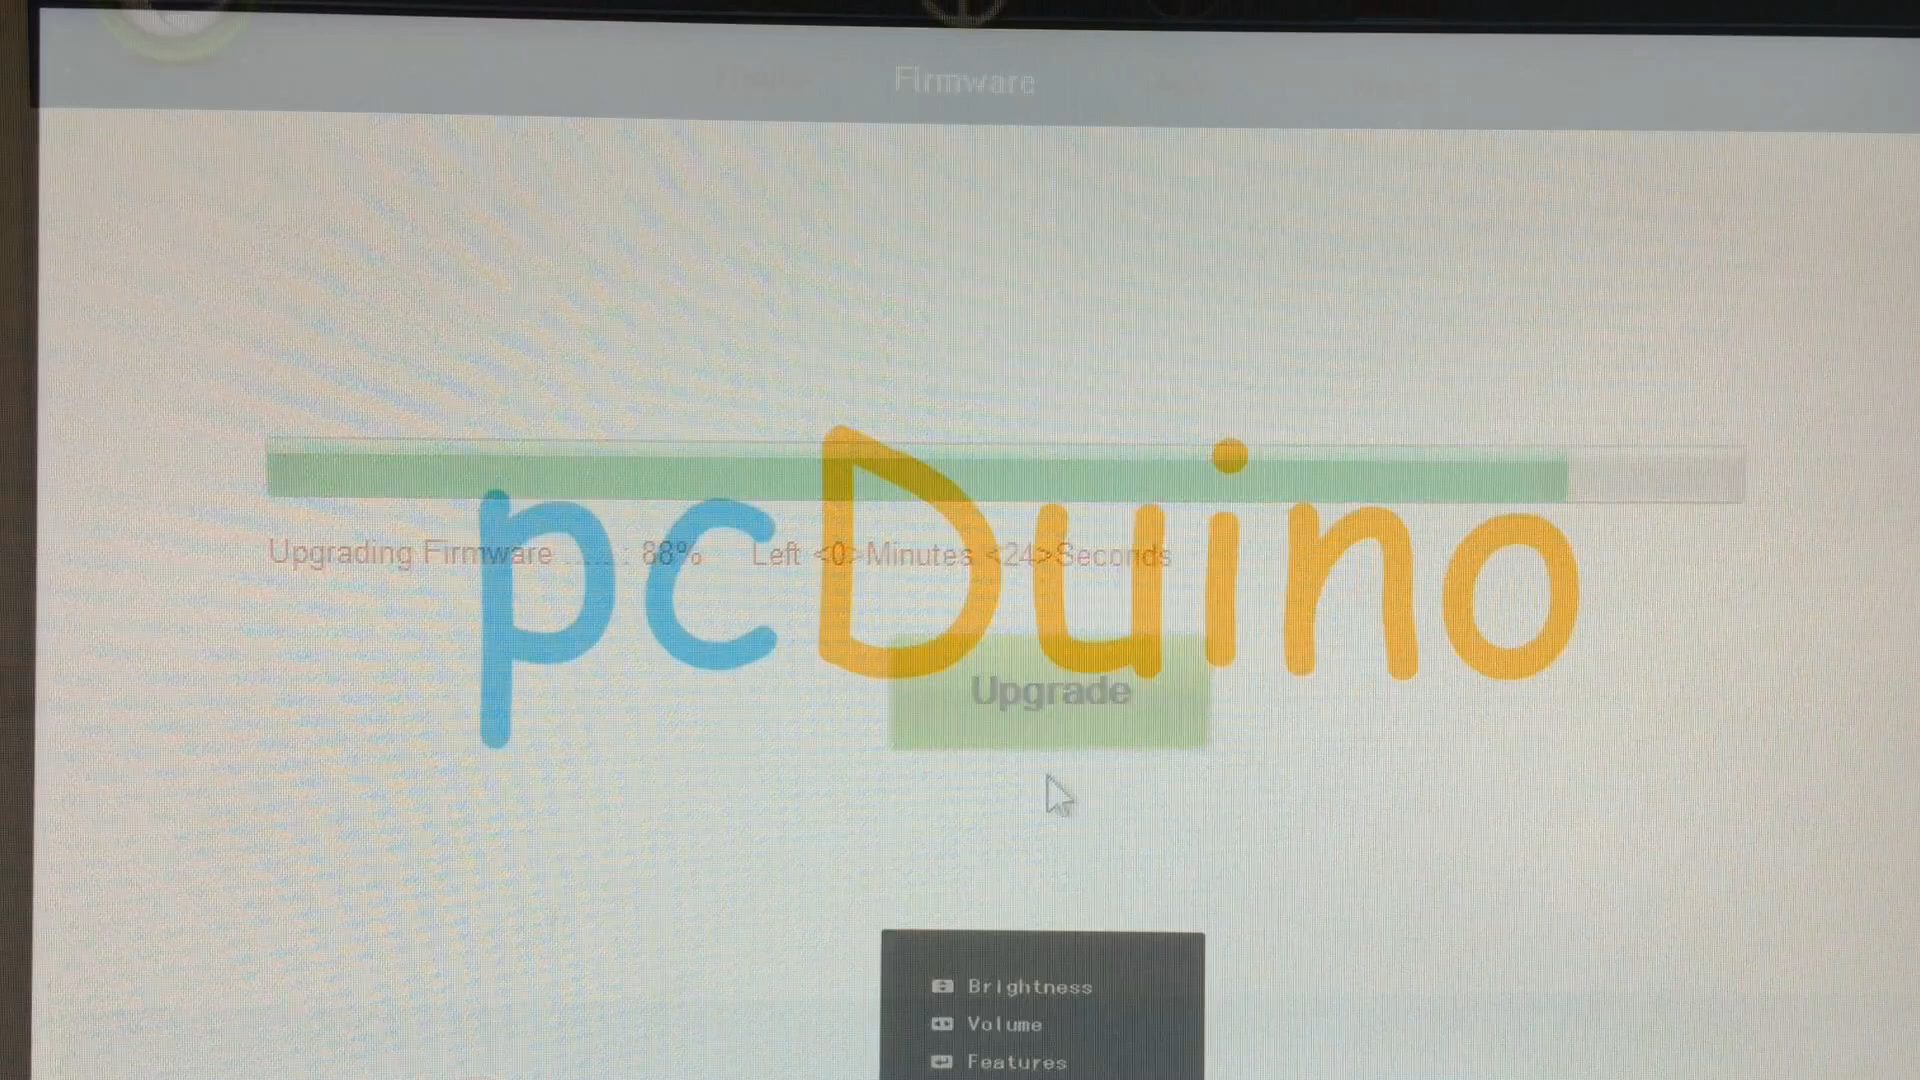 Firmware
pcDuino
Upgrading Firmware ...... : 88% Left <0>Minutes <24>Seconds
Upgrade
Brightness
Volume
Features